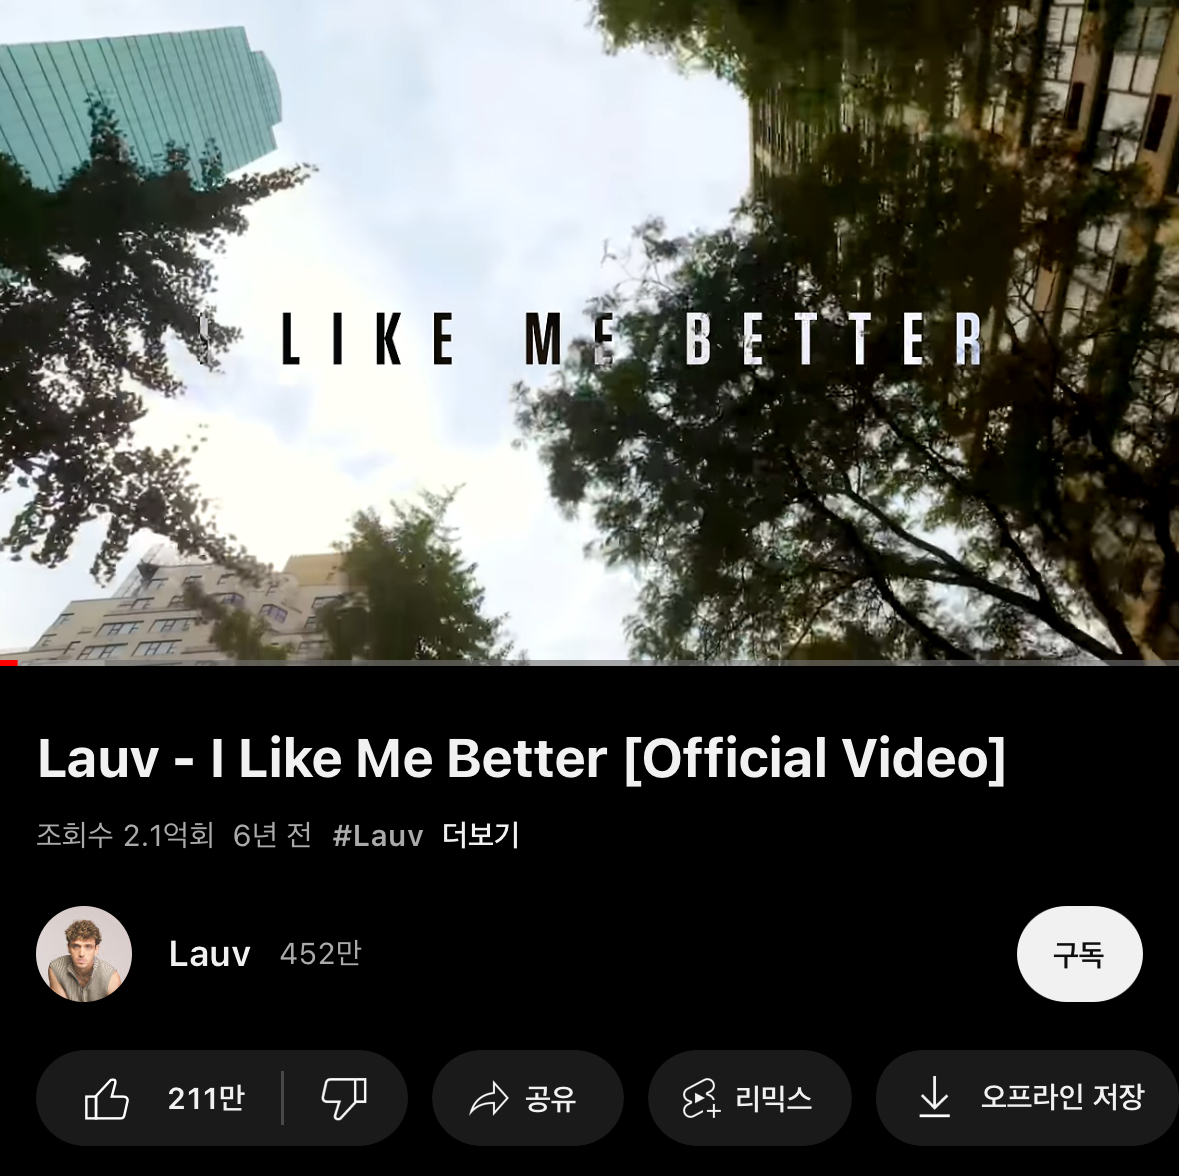 I LIKE ME BETTER
Lauv - I Like Me Better [Official Video]
조회수 2.1억회 6년 전 #Lauv 더보기
Lauv 452만 구독
211만 공유 리믹스 오프라인 저장